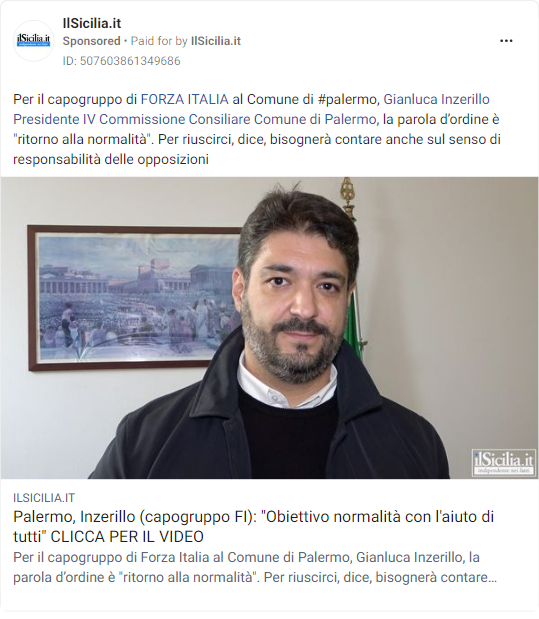 IlSicilia.it
Sponsored • Paid for by IlSicilia.it
ID: 507603861349686
Per il capogruppo di FORZA ITALIA al Comune di #palermo, Gianluca Inzerillo
Presidente IV Commissione Consiliare Comune di Palermo, la parola d’ordine è
"ritorno alla normalità". Per riuscirci, dice, bisognerà contare anche sul senso di
responsabilità delle opposizioni
ilSicilia.it
indipendente nei fatti
ILSICILIA.IT
Palermo, Inzerillo (capogruppo FI): "Obiettivo normalità con l'aiuto di
tutti" CLICCA PER IL VIDEO
Per il capogruppo di Forza Italia al Comune di Palermo, Gianluca Inzerillo, la
parola d’ordine è "ritorno alla normalità". Per riuscirci, dice, bisognerà contare…